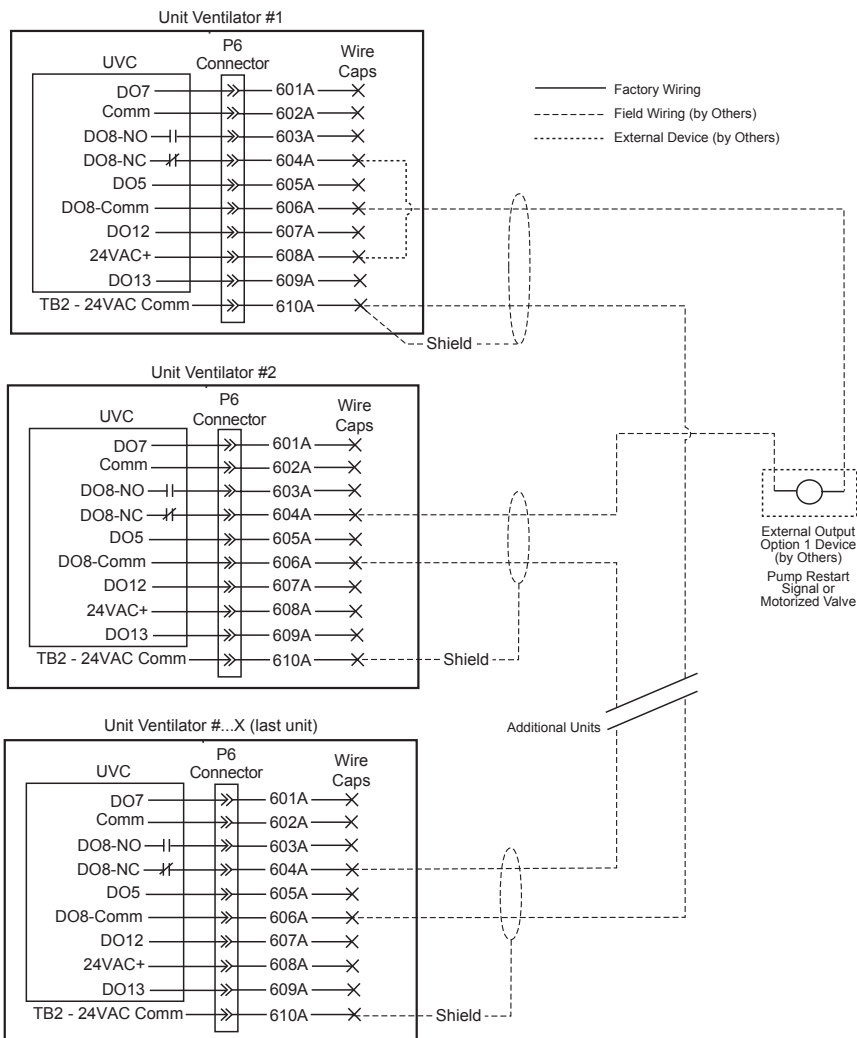 Unit Ventilator #1
UVC
P6
Connector
Wire
Caps
DO7 601A
Comm 602A
DO8-NO 603A
DO8-NC 604A
DO5 605A
DO8-Comm 606A
DO12 607A
24VAC+ 608A
DO13 609A
TB2 - 24VAC Comm 610A
Shield
Factory Wiring
Field Wiring (by Others)
External Device (by Others)
Unit Ventilator #2
UVC
P6
Connector
Wire
Caps
DO7 601A
Comm 602A
DO8-NO 603A
DO8-NC 604A
DO5 605A
DO8-Comm 606A
DO12 607A
24VAC+ 608A
DO13 609A
TB2 - 24VAC Comm 610A
Shield
External Output
Option 1 Device
(by Others)
Pump Restart
Signal or
Motorized Valve
Additional Units
Unit Ventilator #...X (last unit)
UVC
P6
Connector
Wire
Caps
DO7 601A
Comm 602A
DO8-NO 603A
DO8-NC 604A
DO5 605A
DO8-Comm 606A
DO12 607A
24VAC+ 608A
DO13 609A
TB2 - 24VAC Comm 610A
Shield